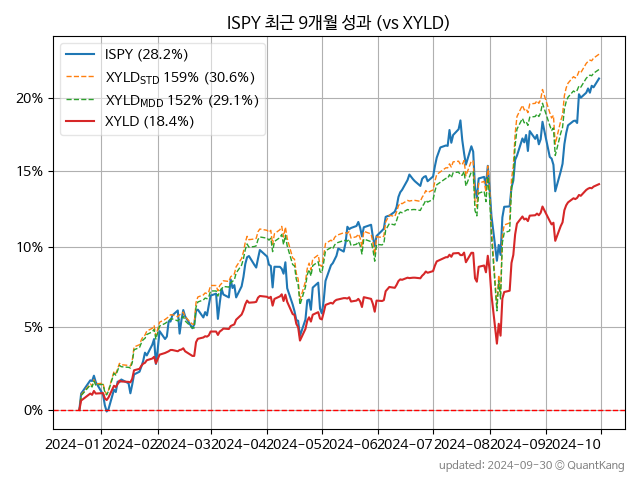 ISPY 최근 9개월 성과 (vs XYLD)
ISPY (28.2%)
XYLD_STD 159% (30.6%)
XYLD_MDD 152% (29.1%)
XYLD (18.4%)
20%
15%
10%
5%
0%
2024-01 2024-02 2024-03 2024-04 2024-05 2024-06 2024-07 2024-08 2024-09 2024-10
updated: 2024-09-30 © QuantKang